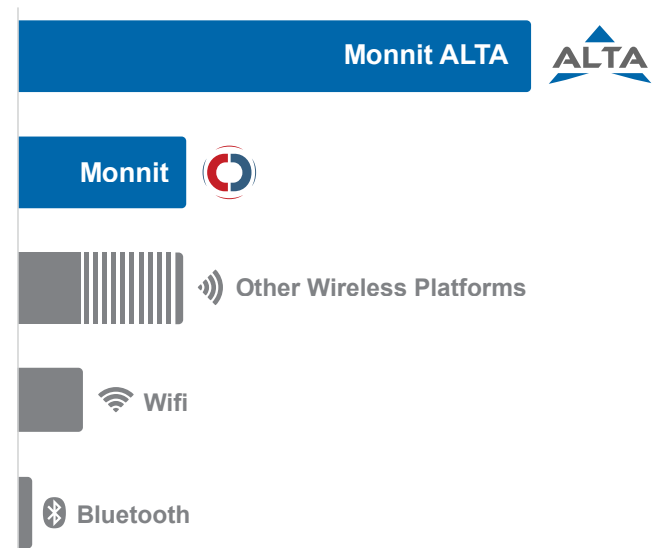 Monnit ALTA
ALTA
Monnit
Other Wireless Platforms
Wifi
Bluetooth